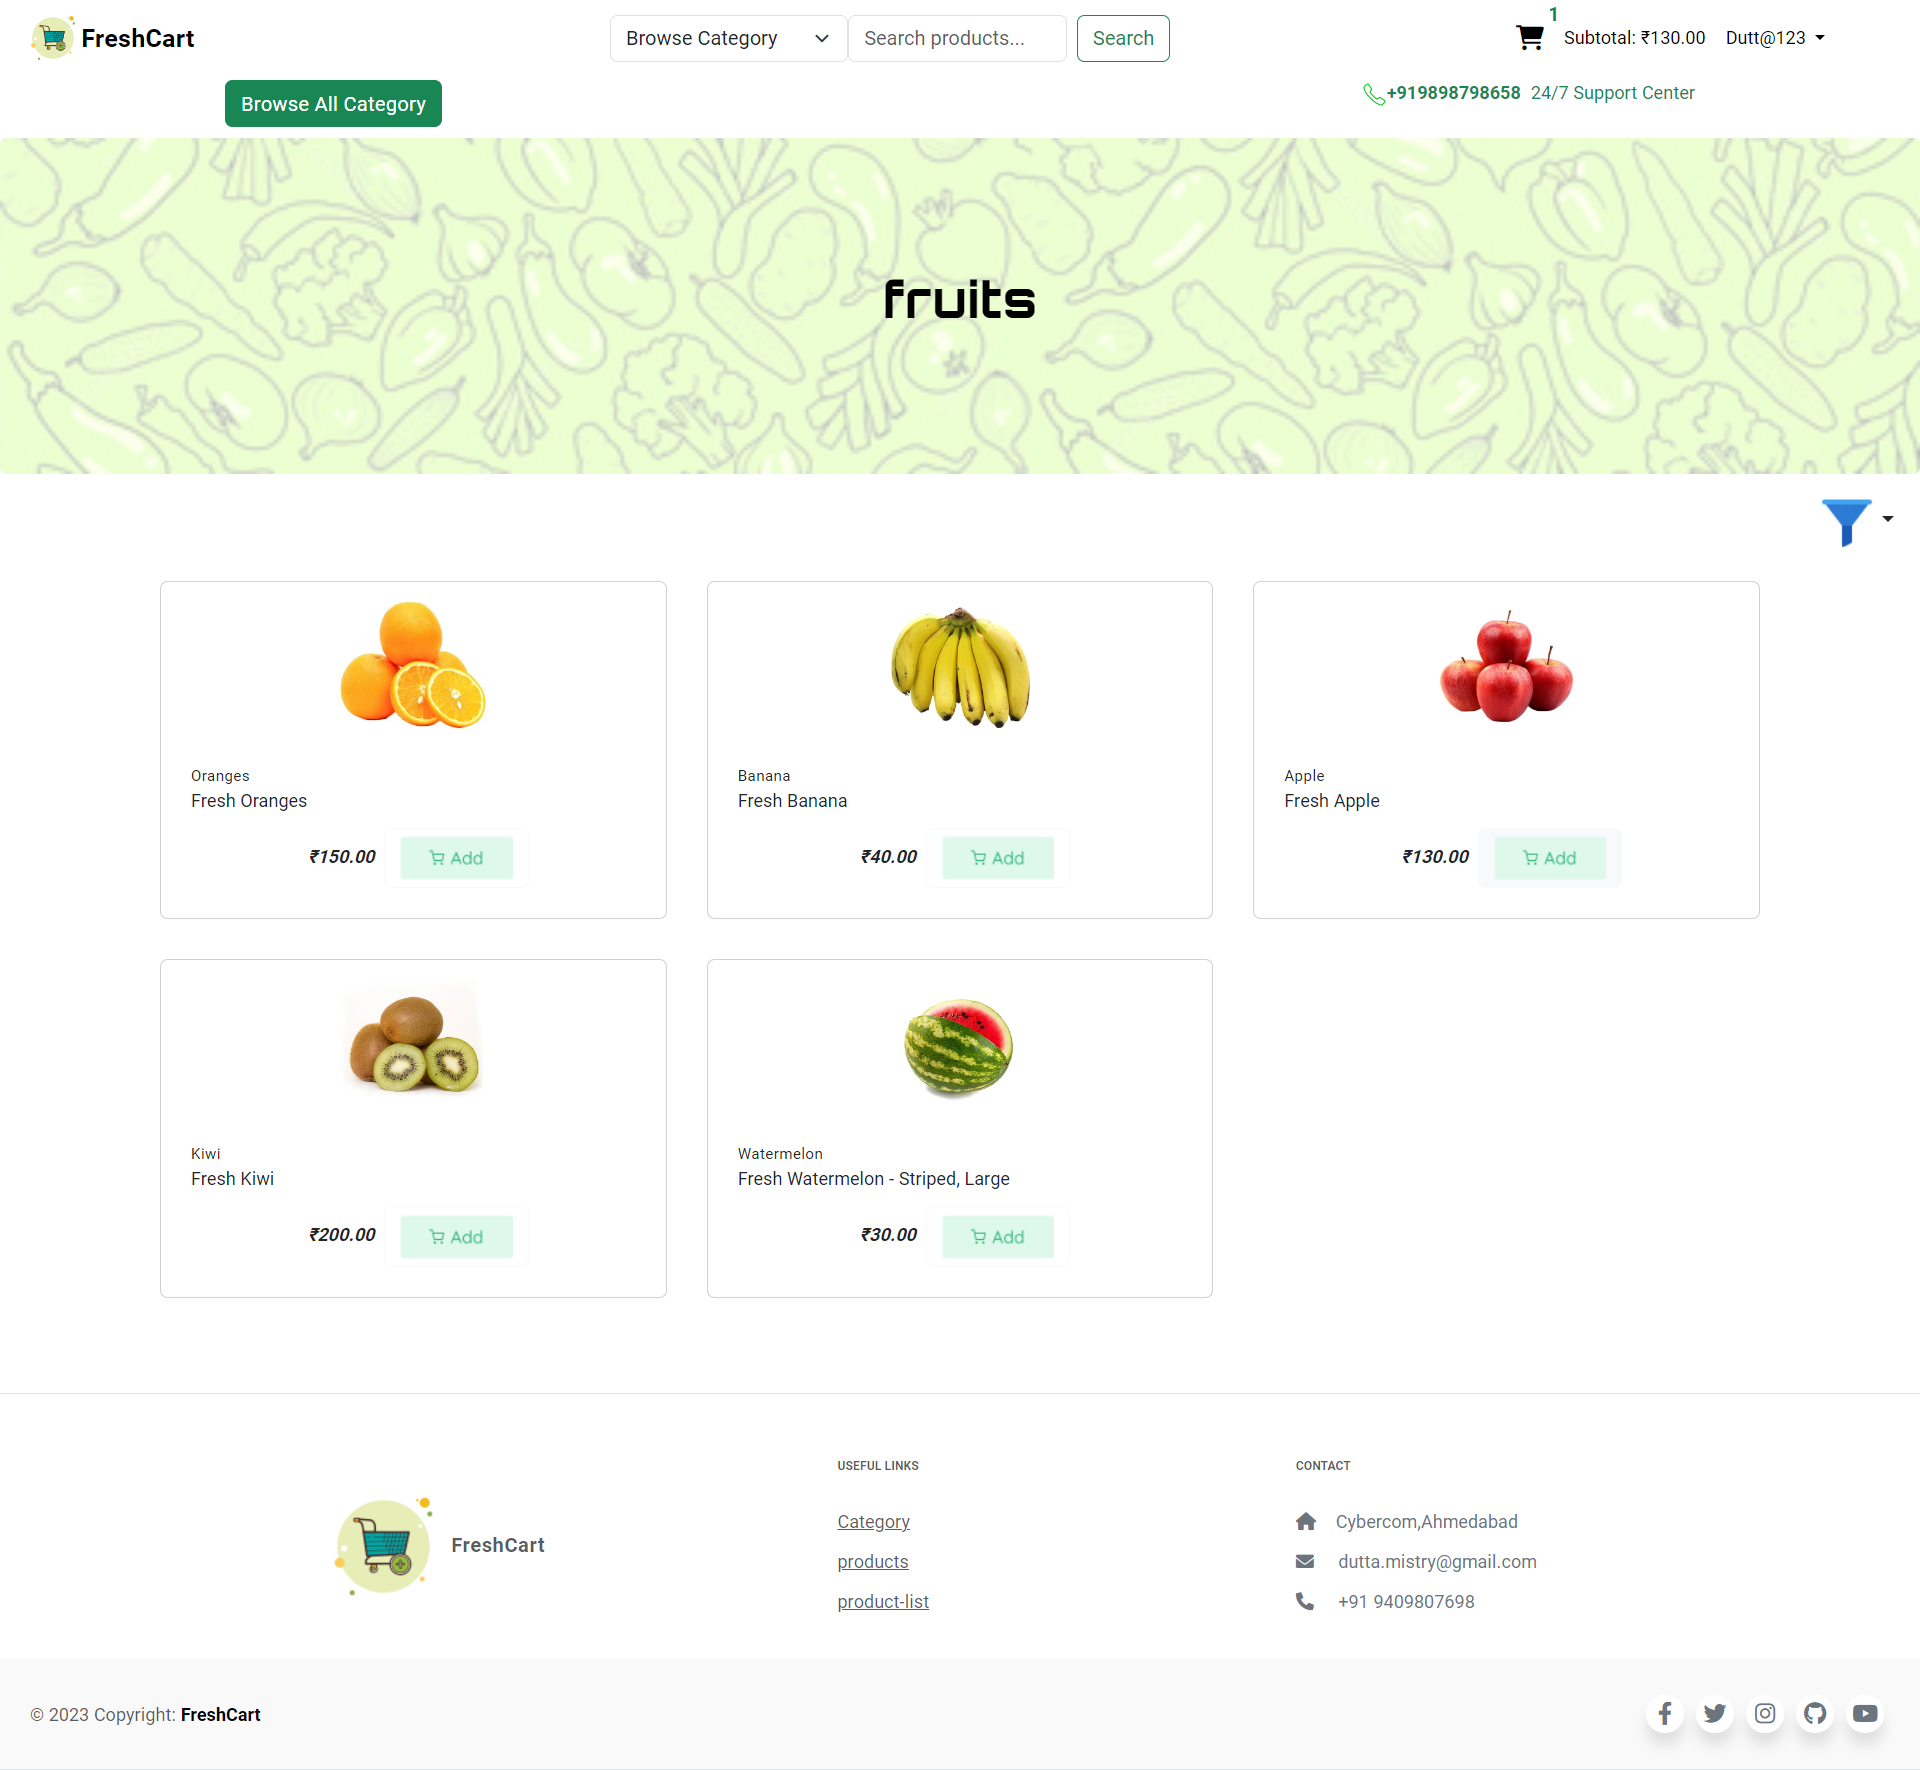 FreshCart
Browse Category
Search products...
Search
1
Subtotal: ₹130.00
Dutt@123
Browse All Category
+919898798658 24/7 Support Center
fruits
Oranges
Fresh Oranges
₹150.00
Add
Banana
Fresh Banana
₹40.00
Add
Apple
Fresh Apple
₹130.00
Add
Kiwi
Fresh Kiwi
₹200.00
Add
Watermelon
Fresh Watermelon - Striped, Large
₹30.00
Add
FreshCart
USEFUL LINKS
Category
products
product-list
CONTACT
Cybercom,Ahmedabad
dutta.mistry@gmail.com
+91 9409807698
© 2023 Copyright: FreshCart